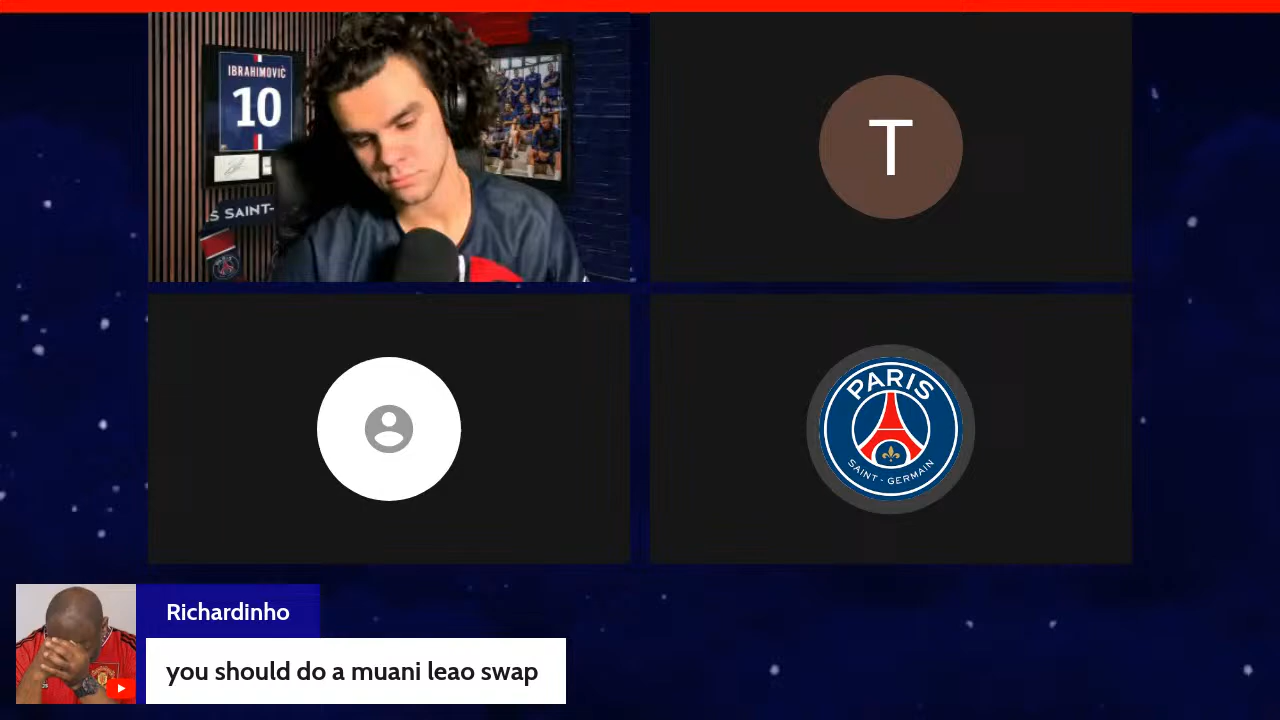 IBRAHIMOVIĆ
10
S SAINT-
T
PARIS
SAINT - GERMAIN
Richardinho
you should do a muani leao swap